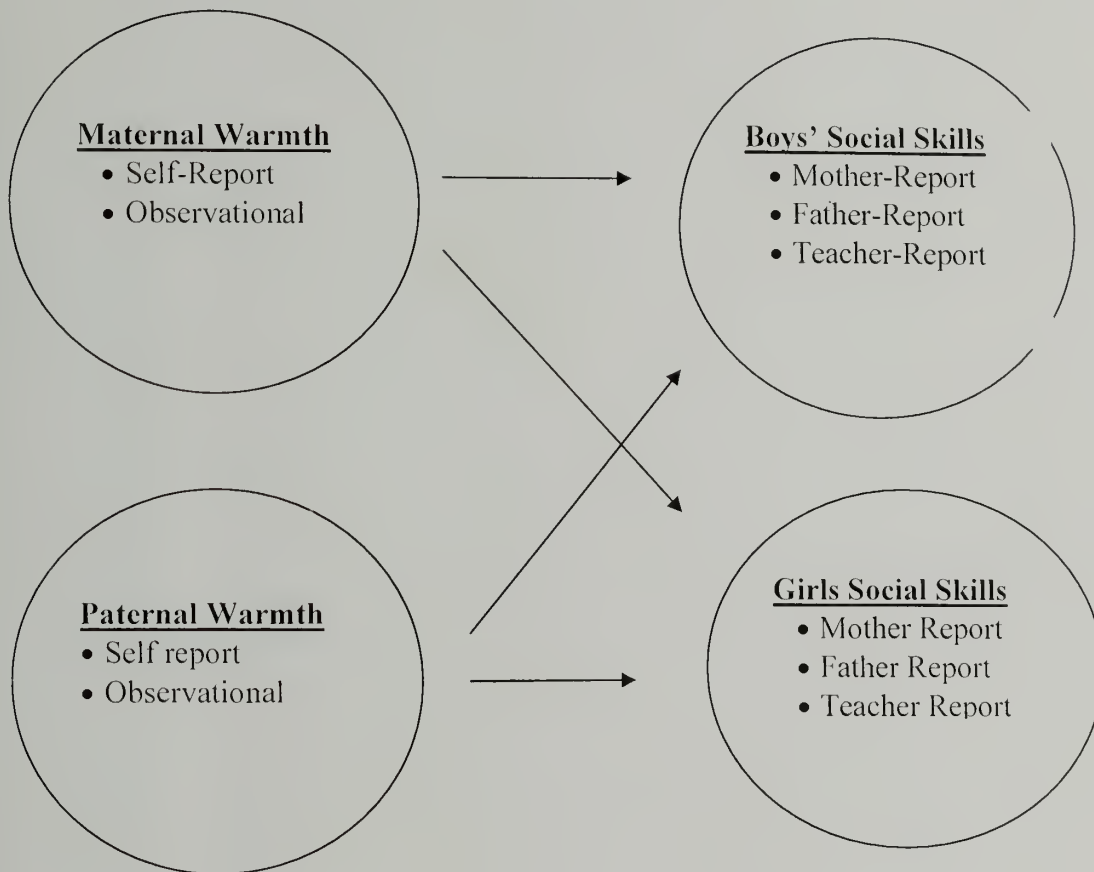 Maternal Warmth
• Self-Report
• Observational
Boys' Social Skills
• Mother-Report
• Father-Report
• Teacher-Report
Paternal Warmth
• Self report
• Observational
Girls Social Skills
• Mother Report
• Father Report
• Teacher Report